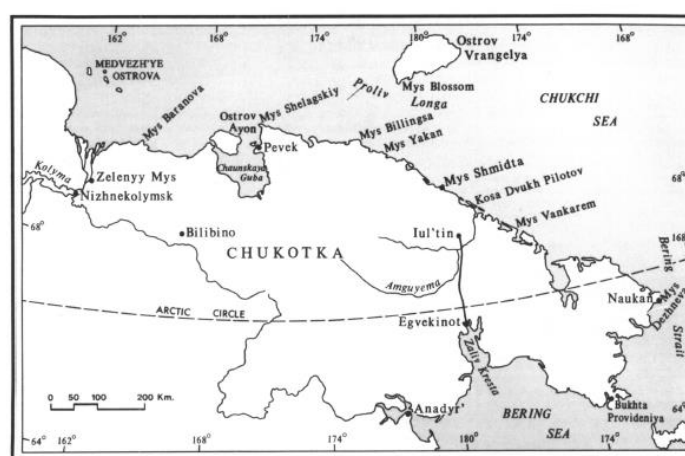 162°
168°
174°
180°
174°
168°
MEDVEZH'YE
OSTROVA
Mys Baranova
Ostrov
Ayon
Mys Shelagskiy
Proliv
Longa
Ostrov
Vrangelya
Mys Blossom
CHUKCHI
SEA
Pevek
Chaunskaya
Guba
Mys Billingsa
Mys Yakan
Mys Shmidta
Kosa Dvukh Pilotov
Mys Vankarem
Kolyma
Zelenyy Mys
Nizhnekolymsk
68°
68°
Bilibino
CHUKOTKA
Iul'tin
Amguyema
168°
Bering
Strait
Naukan
Mys
Dezhneva
ARCTIC CIRCLE
Egvekinot
Zaliv Kresta
0 50 100 200 Km.
Anadyr'
BERING
SEA
Bukhta
Provideniya
64°
162°
168°
174°
180°
174°
64°